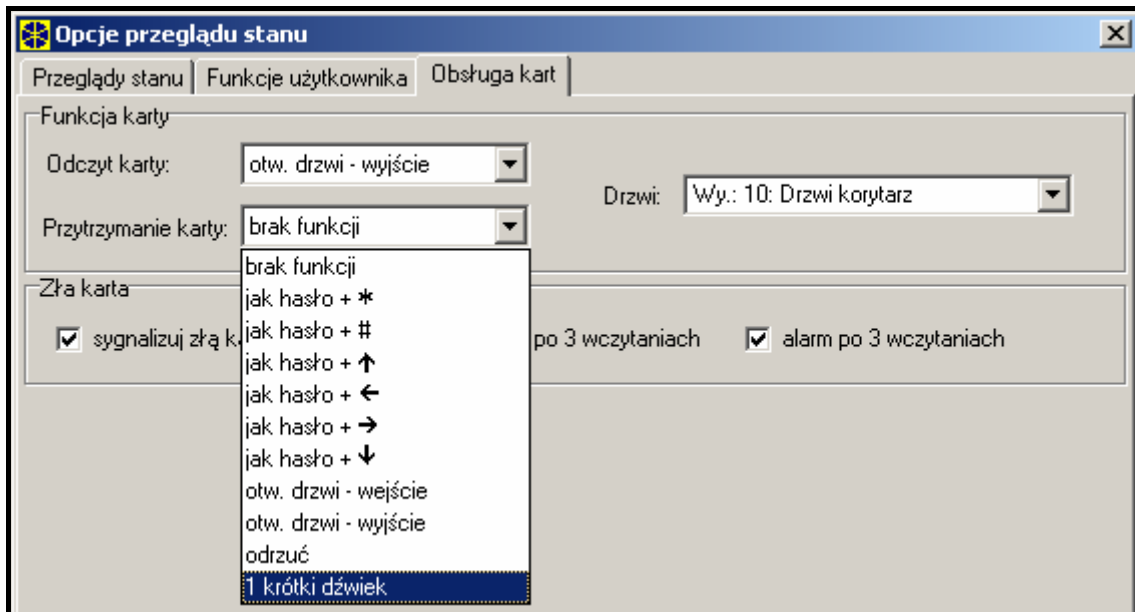 Opcje przeglądu stanu
Przeglądy stanu Funkcje użytkownika Obsługa kart
Funkcja karty
Odczyt karty: otw. drzwi - wyjście
Drzwi: Wy.: 10: Drzwi korytarz
Przytrzymanie karty: brak funkcji
brak funkcji
jak hasło + *
jak hasło + #
jak hasło + ↑
jak hasło + ←
jak hasło + →
jak hasło + ↓
otw. drzwi - wejście
otw. drzwi - wyjście
odrzuć
1 krótki dźwiek
Zła karta
sygnalizuj złą k po 3 wczytaniach alarm po 3 wczytaniach